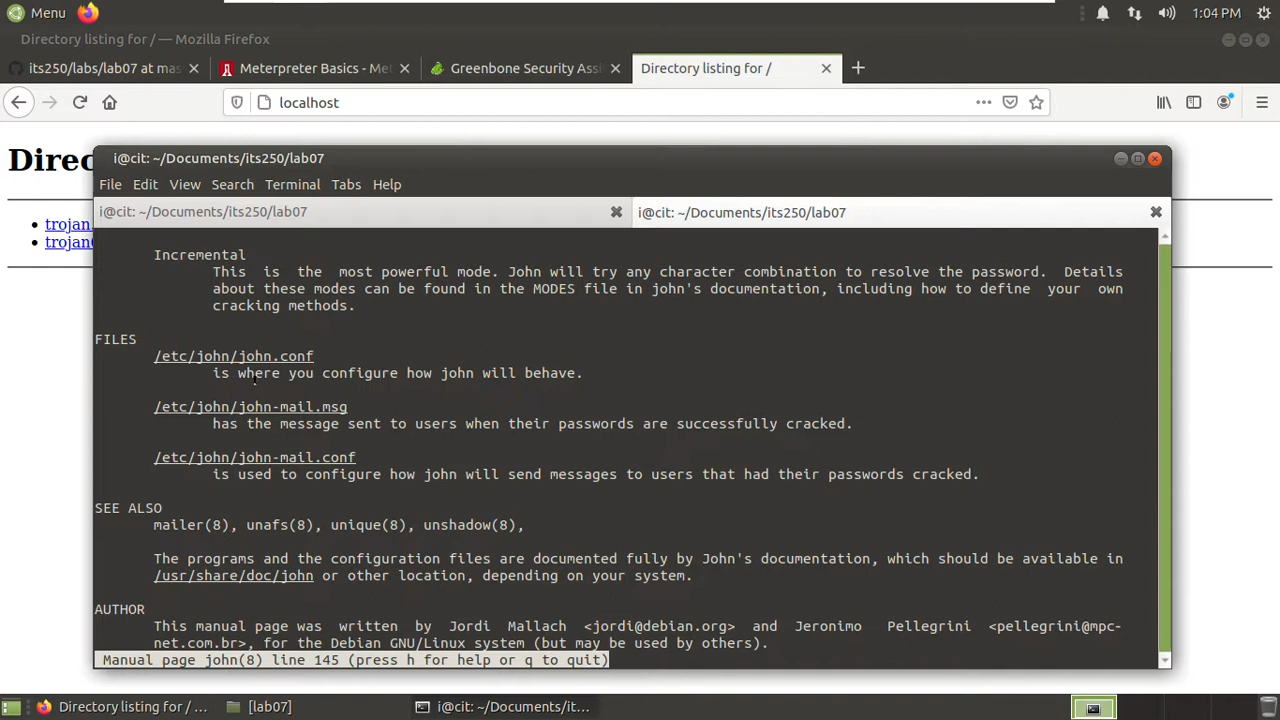 Menu
1:04 PM
Directory listing for / — Mozilla Firefox
its250/labs/lab07 at mas
Meterpreter Basics - Met
Greenbone Security Assi
Directory listing for /
localhost
Direc
trojan
trojan
i@cit: ~/Documents/its250/lab07
File Edit View Search Terminal Tabs Help
i@cit: ~/Documents/its250/lab07
i@cit: ~/Documents/its250/lab07
Incremental
This is the most powerful mode. John will try any character combination to resolve the password. Details
about these modes can be found in the MODES file in john's documentation, including how to define your own
cracking methods.
FILES
/etc/john/john.conf
is where you configure how john will behave.
/etc/john/john-mail.msg
has the message sent to users when their passwords are successfully cracked.
/etc/john/john-mail.conf
is used to configure how john will send messages to users that had their passwords cracked.
SEE ALSO
mailer(8), unafs(8), unique(8), unshadow(8),
The programs and the configuration files are documented fully by John's documentation, which should be available in
/usr/share/doc/john or other location, depending on your system.
AUTHOR
This manual page was written by Jordi Mallach <jordi@debian.org> and Jeronimo Pellegrini <pellegrini@mpc-
net.com.br>, for the Debian GNU/Linux system (but may be used by others).
Manual page john(8) line 145 (press h for help or q to quit)
Directory listing for / ...
[lab07]
i@cit: ~/Documents/it...